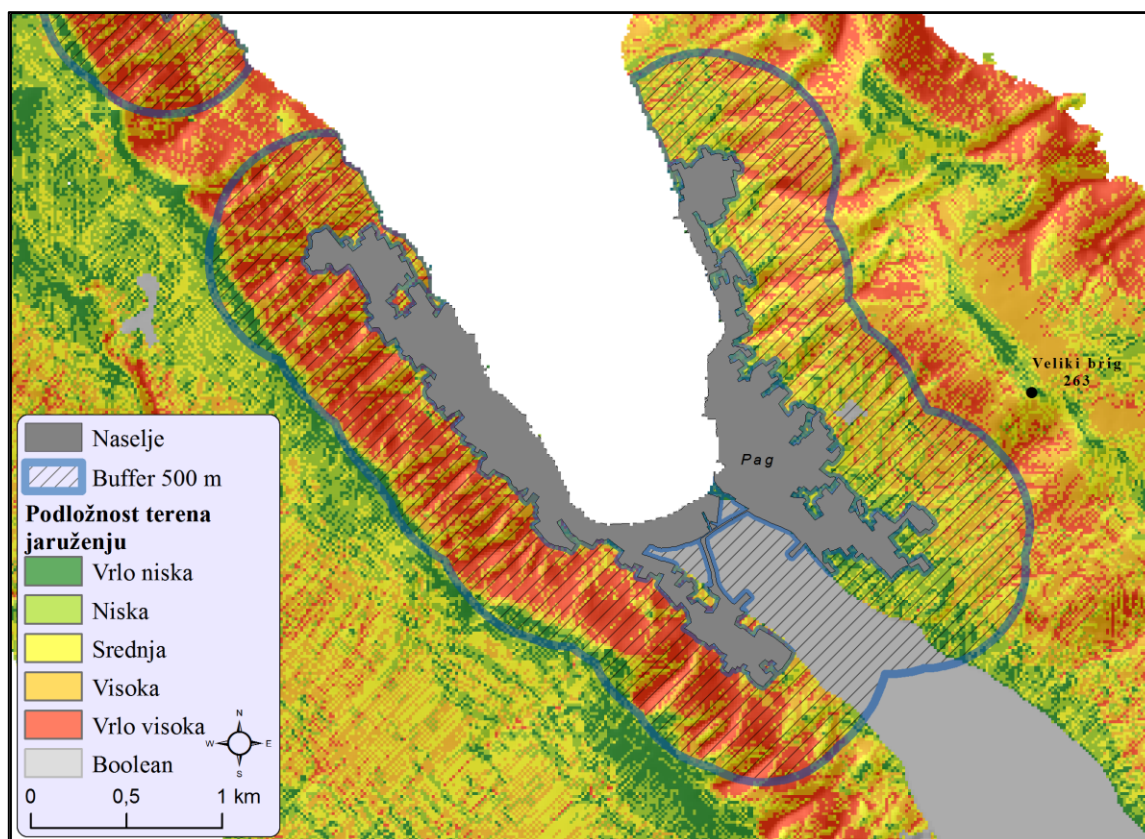 Veliki brig
263
Pag
Naselje
Buffer 500 m
Podložnost terena
jaruženju
Vrlo niska
Niska
Srednja
Visoka
Vrlo visoka
Boolean
N
W E
S
0 0,5 1 km